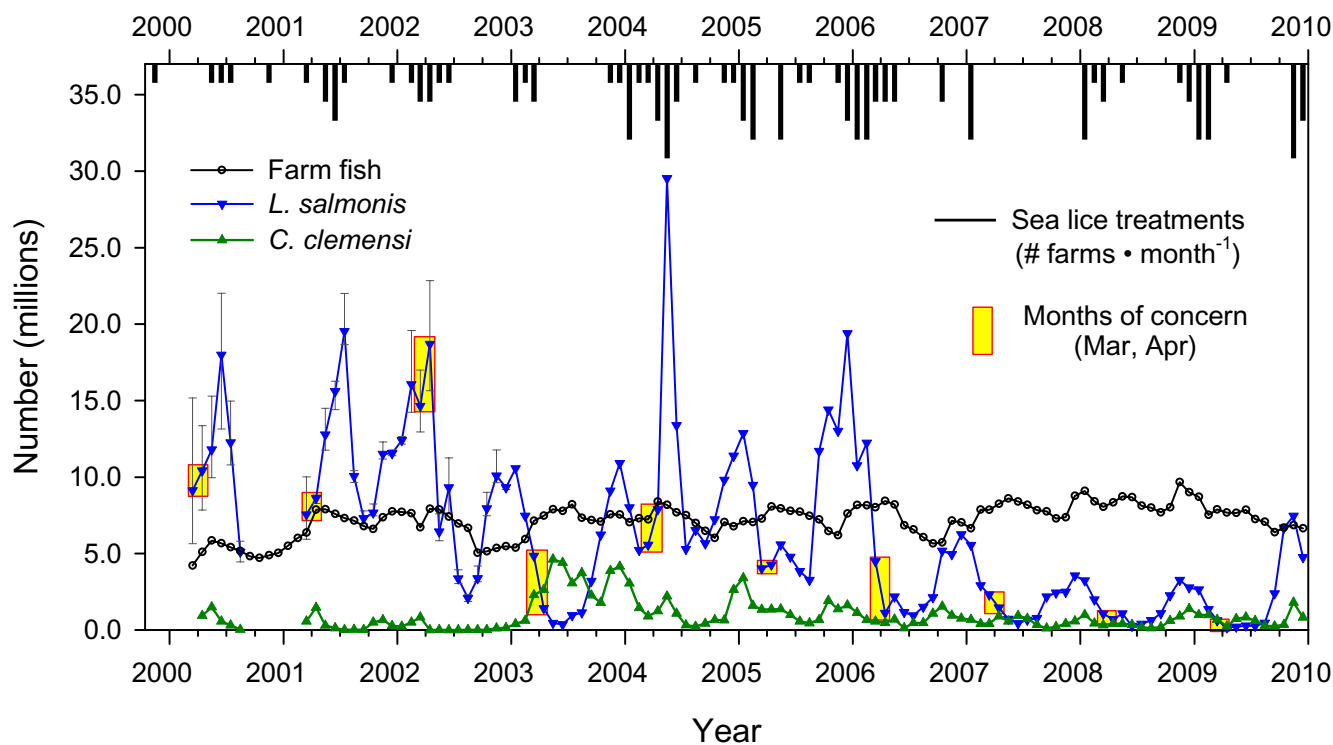 2000 2001 2002 2003 2004 2005 2006 2007 2008 2009 2010
35.0
30.0
25.0
20.0
15.0
10.0
5.0
0.0
Number (millions)
Farm fish
L. salmonis
C. clemensi
Sea lice treatments
(# farms • month⁻¹)
Months of concern
(Mar, Apr)
2000 2001 2002 2003 2004 2005 2006 2007 2008 2009 2010
Year